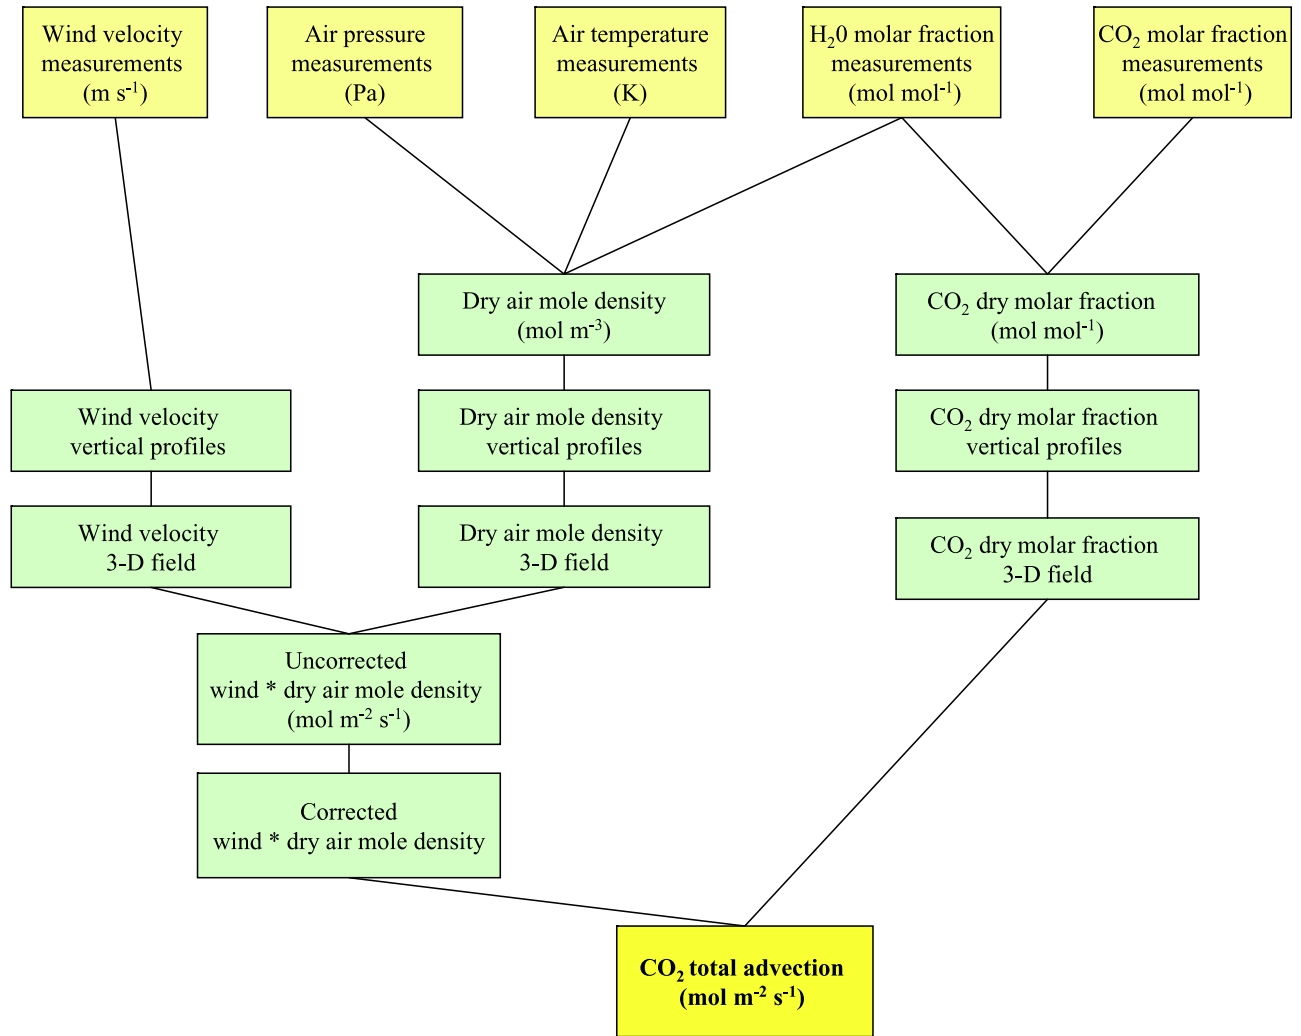 Wind velocity
measurements
(m s⁻¹)
Air pressure
measurements
(Pa)
Air temperature
measurements
(K)
H₂0 molar fraction
measurements
(mol mol⁻¹)
CO₂ molar fraction
measurements
(mol mol⁻¹)
Dry air mole density
(mol m⁻³)
CO₂ dry molar fraction
(mol mol⁻¹)
Wind velocity
vertical profiles
Dry air mole density
vertical profiles
CO₂ dry molar fraction
vertical profiles
Wind velocity
3-D field
Dry air mole density
3-D field
CO₂ dry molar fraction
3-D field
Uncorrected
wind * dry air mole density
(mol m⁻² s⁻¹)
Corrected
wind * dry air mole density
CO₂ total advection
(mol m⁻² s⁻¹)